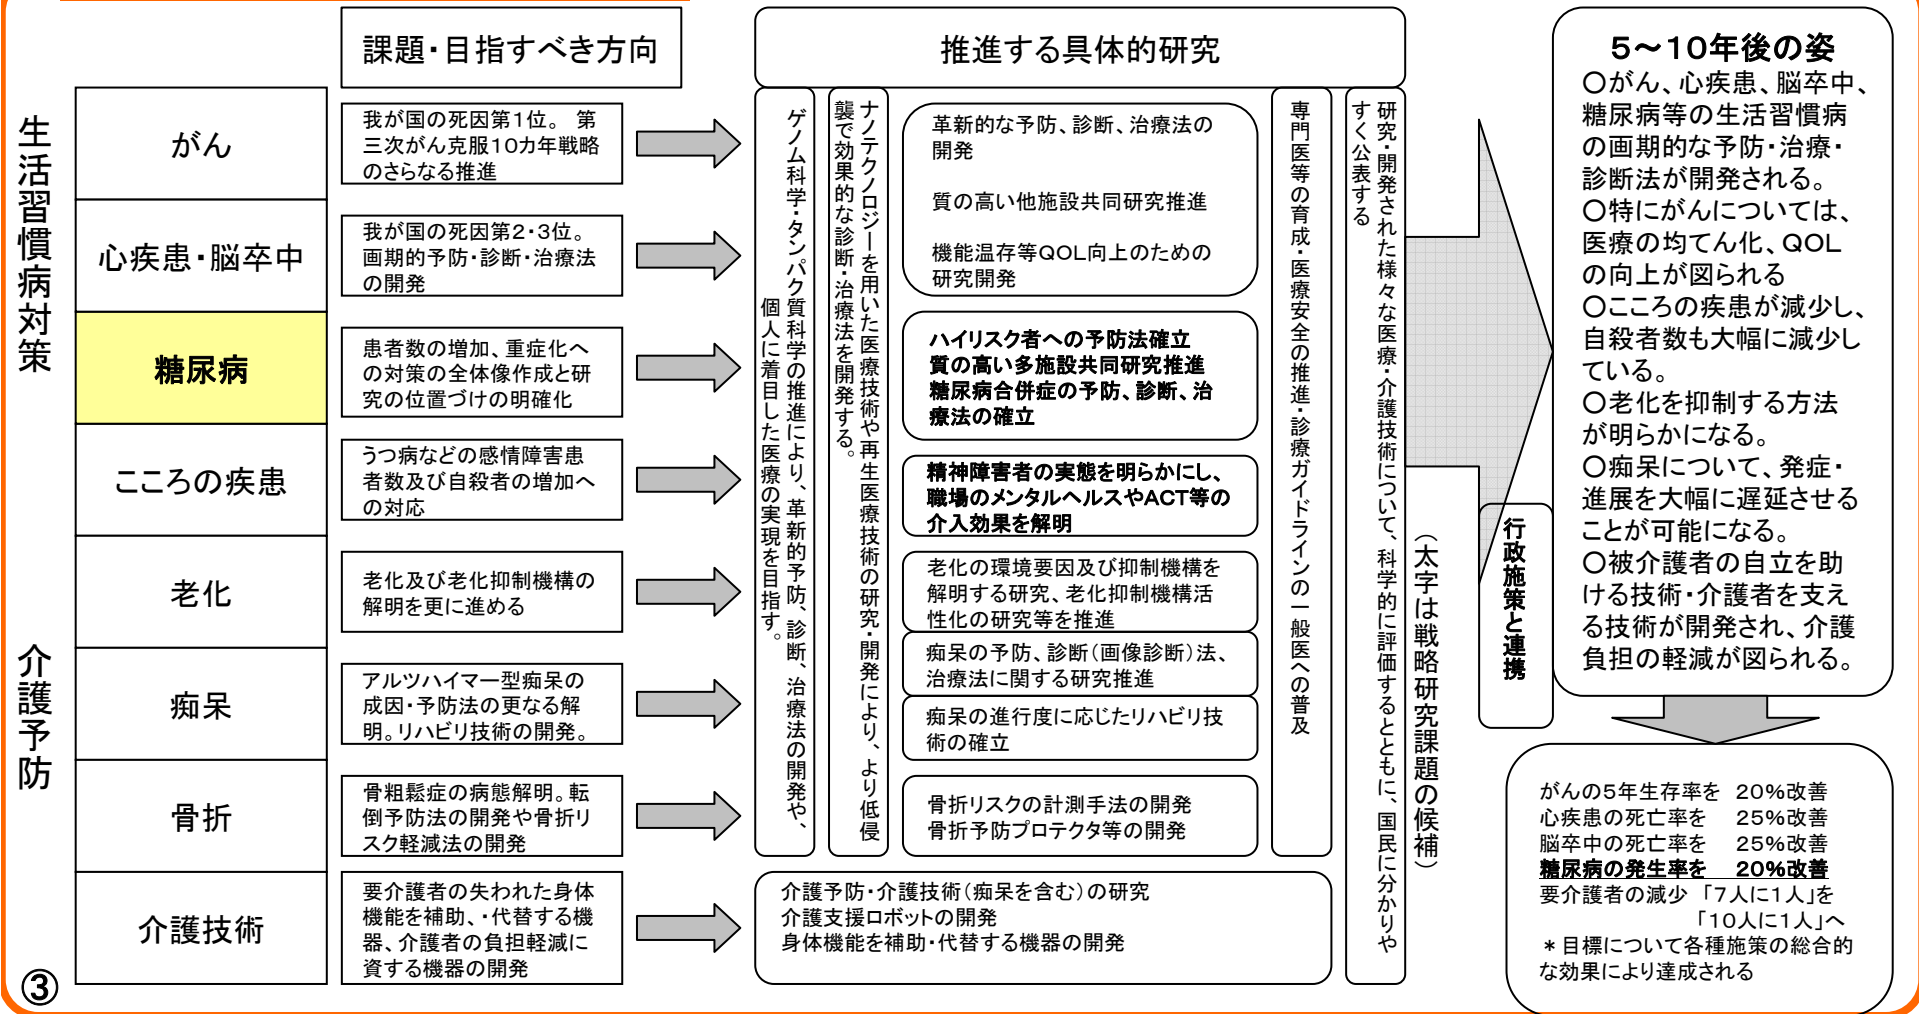 課題・目指すべき方向
推進する具体的研究
生活習慣病対策
介護予防
がん
我が国の死因第1位。 第
三次がん克服10カ年戦略
のさらなる推進
心疾患・脳卒中
我が国の死因第2・3位。
画期的予防・診断・治療法
の開発
糖尿病
患者数の増加、重症化へ
の対策の全体像作成と研
究の位置づけの明確化
こころの疾患
うつ病などの感情障害患
者数及び自殺者の増加へ
の対応
老化
老化及び老化抑制機構の
解明を更に進める
痴呆
アルツハイマー型痴呆の
成因・予防法の更なる解
明。リハビリ技術の開発。
骨折
骨粗鬆症の病態解明。転
倒予防法の開発や骨折リ
スク軽減法の開発
介護技術
要介護者の失われた身体
機能を補助、・代替する機
器、介護者の負担軽減に
資する機器の開発
ゲノム科学・タンパク質科学の推進により、革新的予防、診断、治療法の開発や、
個人に着目した医療の実現を目指す。
ナノテクノロジーを用いた医療技術や再生医療技術の研究・開発により、より低侵
襲で効果的な診断・治療法を開発する。
革新的な予防、診断、治療法の
開発
質の高い他施設共同研究推進
機能温存等QOL向上のための
研究開発
ハイリスク者への予防法確立
質の高い多施設共同研究推進
糖尿病合併症の予防、診断、治
療法の確立
精神障害者の実態を明らかにし、
職場のメンタルヘルスやACT等の
介入効果を解明
老化の環境要因及び抑制機構を
解明する研究、老化抑制機構活
性化の研究等を推進
痴呆の予防、診断(画像診断)法、
治療法に関する研究推進
痴呆の進行度に応じたリハビリ技
術の確立
骨折リスクの計測手法の開発
骨折予防プロテクタ等の開発
介護予防・介護技術(痴呆を含む)の研究
介護支援ロボットの開発
身体機能を補助・代替する機器の開発
専門医等の育成・医療安全の推進・診療ガイドラインの一般医への普及
研究・開発された様々な医療・介護技術について、科学的に評価するとともに、国民に分かりや
すく公表する
(太字は戦略研究課題の候補)
行政施策と連携
5～10年後の姿
○がん、心疾患、脳卒中、
糖尿病等の生活習慣病
の画期的な予防・治療・
診断法が開発される。
○特にがんについては、
医療の均てん化、QOL
の向上が図られる
○こころの疾患が減少し、
自殺者数も大幅に減少し
ている。
○老化を抑制する方法
が明らかになる。
○痴呆について、発症・
進展を大幅に遅延させる
ことが可能になる。
○被介護者の自立を助
ける技術・介護者を支え
る技術が開発され、介護
負担の軽減が図られる。
がんの5年生存率を 20%改善
心疾患の死亡率を 25%改善
脳卒中の死亡率を 25%改善
糖尿病の発生率を 20%改善
要介護者の減少 「7人に1人」を
「10人に1人」へ
*目標について各種施策の総合的
な効果により達成される
③